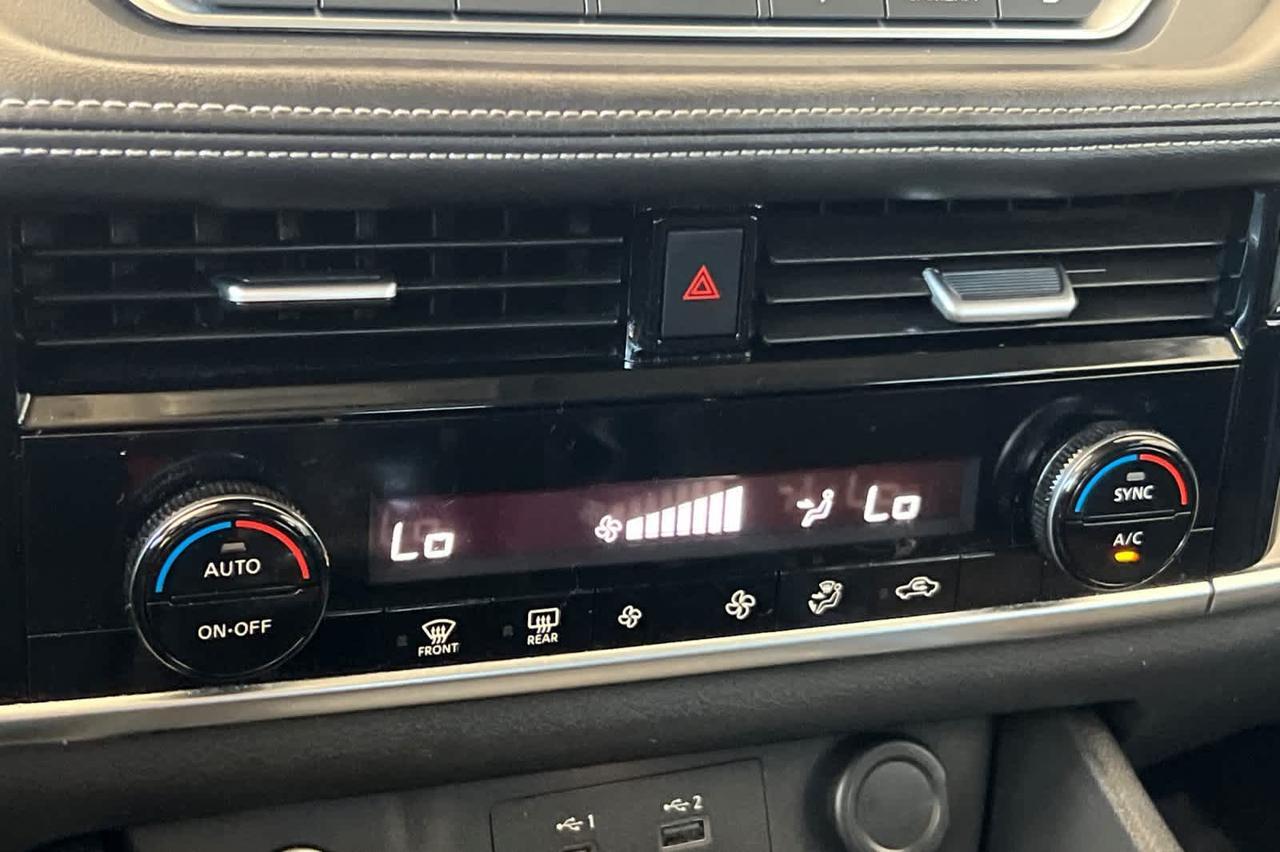 Lo
Lo
AUTO
ON·OFF
SYNC
A/C
FRONT
REAR
1
2